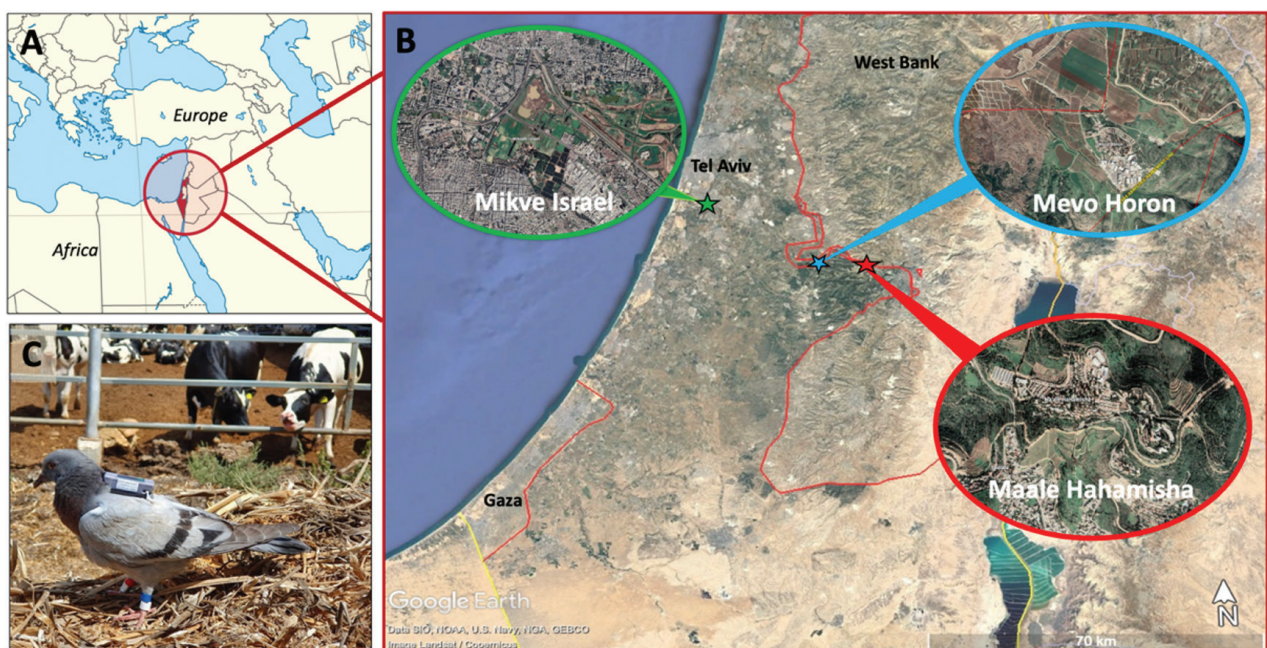 A
Europe
Africa
B
West Bank
Tel Aviv
Mikve Israel
Mevo Horon
Maale Hahamisha
Gaza
Google Earth
Data SIO, NOAA, U.S. Navy, NGA, GEBCO
Image Landsat / Copernicus
N
70 km
C